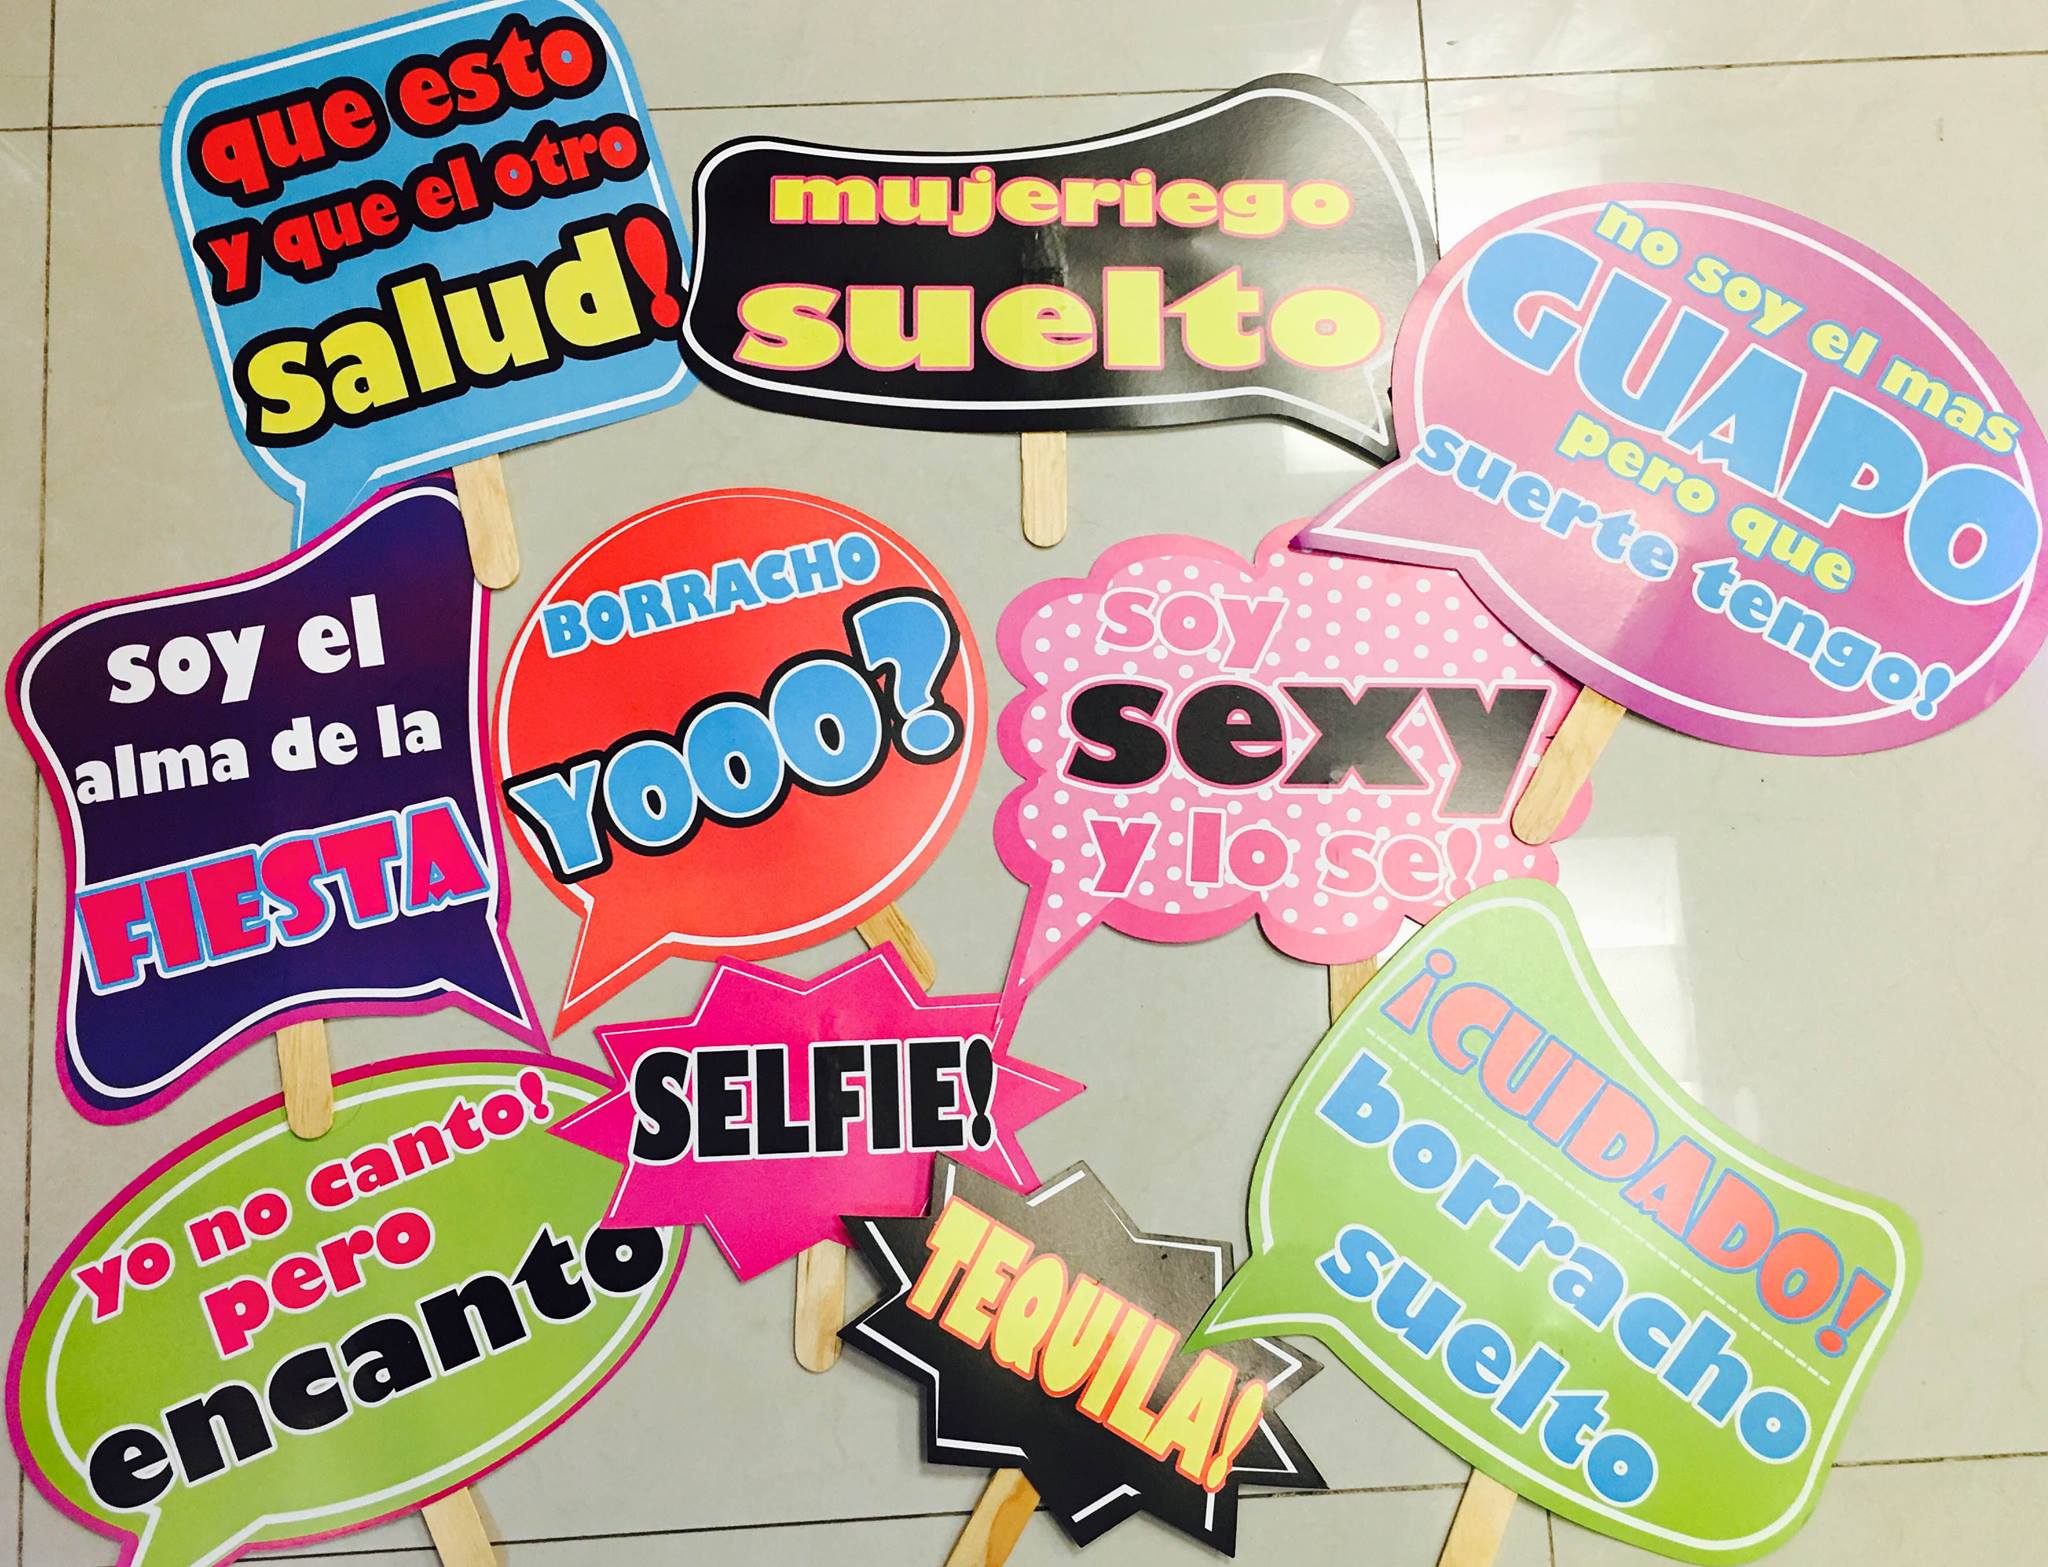 que esto
y que el otro
salud!
mujeriego
suelto
no soy el mas
GUAPO
pero que
suerte tengo!
soy el
alma de la
FIESTA
BORRACHO
YOOO?
soy
sexy
y lo se!
SELFIE!
¡CUIDADO!
borracho
suelto
yo no canto!
pero
encanto
TEQUILA!